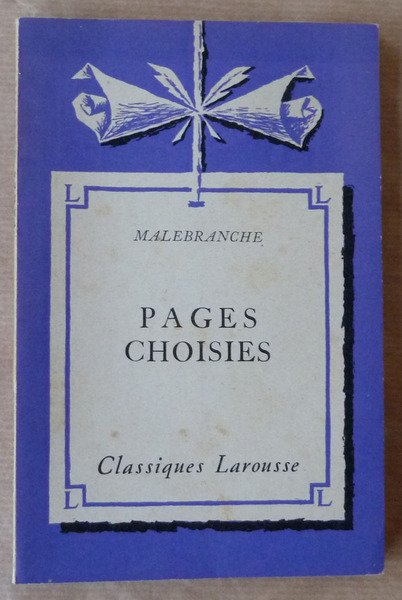 L L
MALEBRANCHE
PAGES
CHOISIES
Classiques Larousse
L L